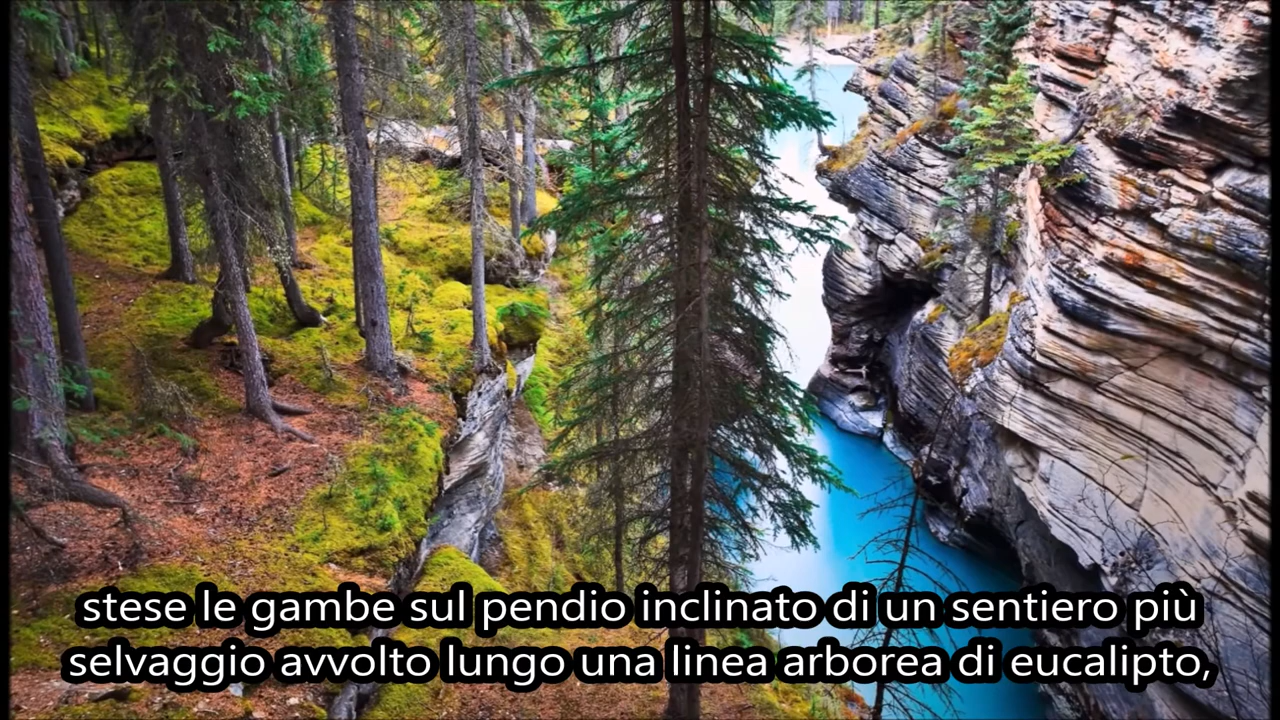 stese le gambe sul pendio inclinato di un sentiero più
selvaggio avvolto lungo una linea arborea di eucalipto,